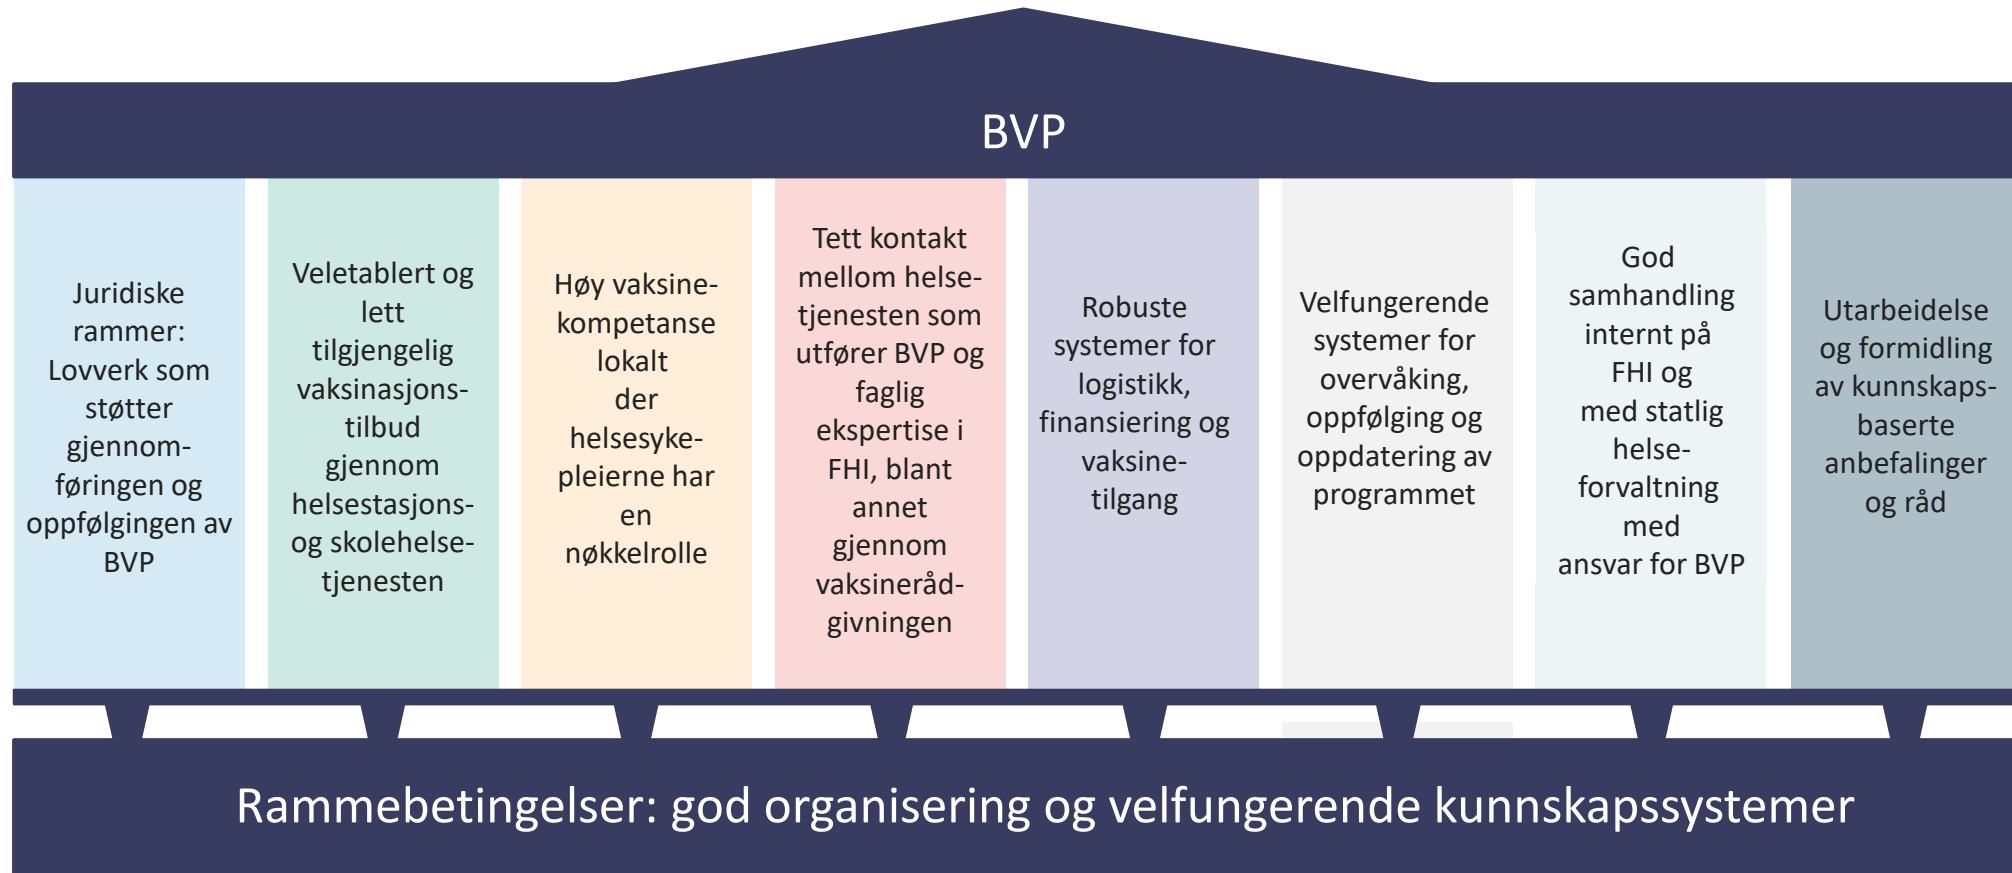 BVP
Juridiske
rammer:
Lovverk som
støtter
gjennom-
føringen og
oppfølgingen av
BVP
Veletablert og
lett
tilgjengelig
vaksinasjons-
tilbud
gjennom
helsestasjons-
og skolehelse-
tjenesten
Høy vaksine-
kompetanse
lokalt
der
helsesyke-
pleierne har
en
nøkkelrolle
Tett kontakt
mellom helse-
tjenesten som
utfører BVP og
faglig
ekspertise i
FHI, blant
annet
gjennom
vaksineråd-
givningen
Robuste
systemer for
logistikk,
finansiering og
vaksine-
tilgang
Velfungerende
systemer for
overvåking,
oppfølging og
oppdatering av
programmet
God
samhandling
internt på
FHI og
med statlig
helse-
forvaltning
med
ansvar for BVP
Utarbeidelse
og formidling
av kunnskaps-
baserte
anbefalinger
og råd
Rammebetingelser: god organisering og velfungerende kunnskapssystemer